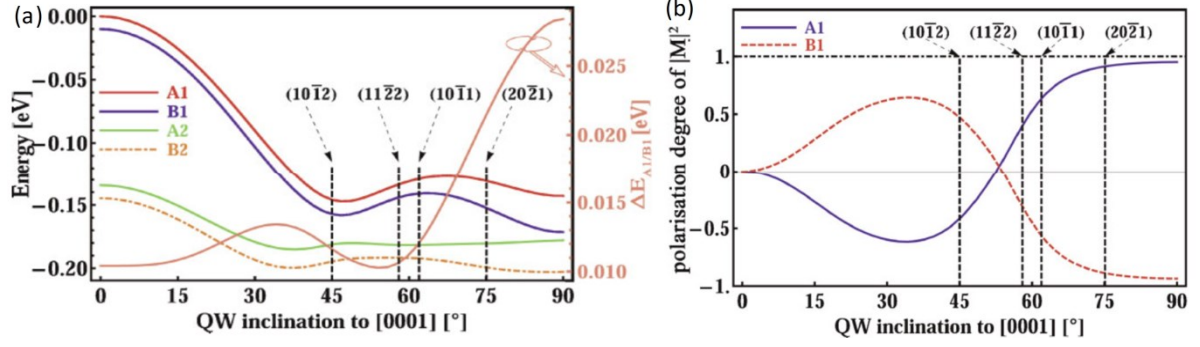 (a)
0.00
−0.05
−0.10
−0.15
−0.20
Energy [eV]
A1
B1
A2
B2
(101̅2)
(112̅2)
(101̅1)
(202̅1)
0.025
0.020
0.015
0.010
ΔE A1/B1 [eV]
0 15 30 45 60 75 90
QW inclination to [0001] [°]
(b)
A1
B1
(101̅2)
(112̅2)
(101̅1)
(202̅1)
1.
0.5
0
−0.5
−1.
polarisation degree of |M|²
0 15 30 45 60 75 90
QW inclination to [0001] [°]